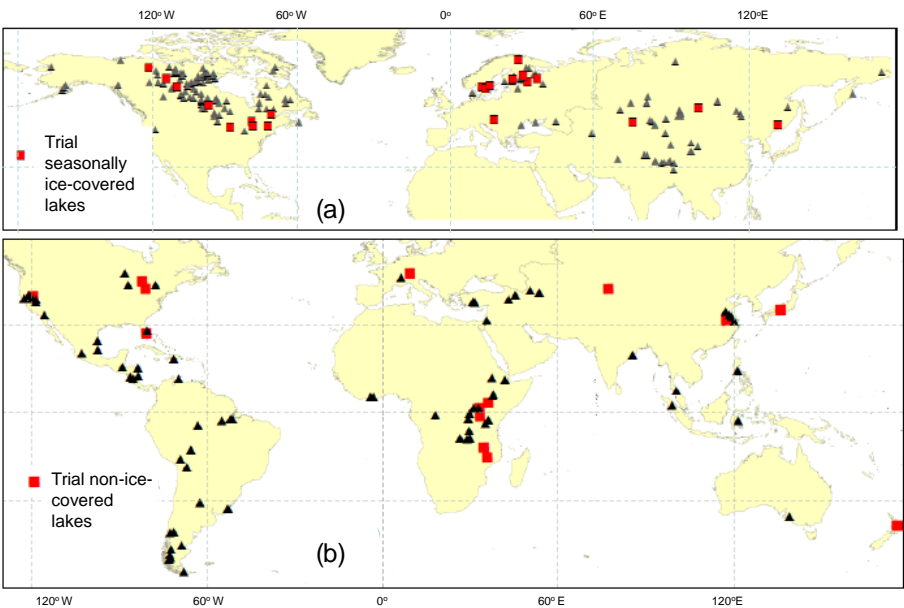 120°W 60°W 0° 60°E 120°E
Trial
seasonally
ice-covered
lakes
(a)
Trial non-ice-
covered
lakes
(b)
120°W 60°W 0° 60°E 120°E